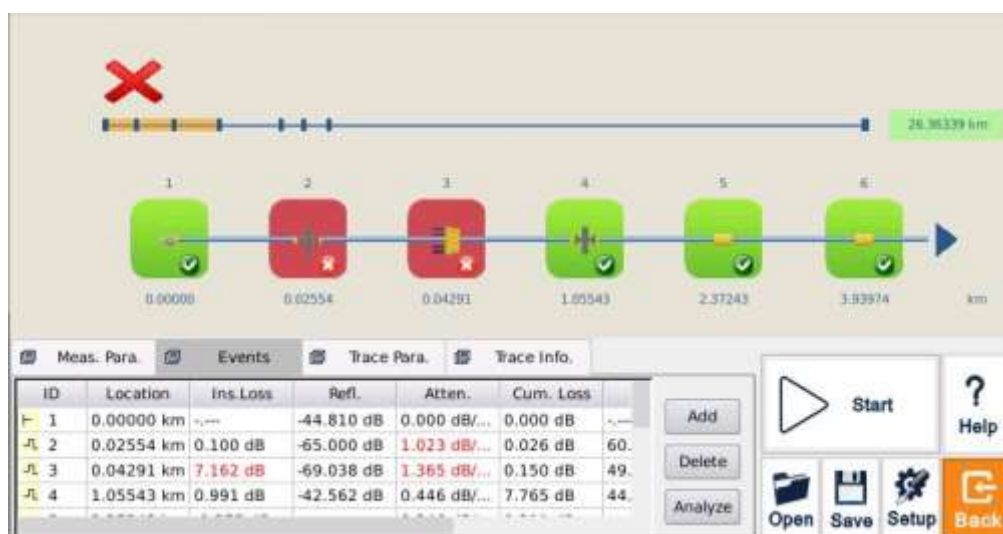 26.36339 km
1 2 3 4 5 6
0.00000 0.02554 0.04291 1.05543 2.37243 3.93974 km
Meas. Para. Events Trace Para. Trace Info.
ID Location Ins.Loss Refl. Atten. Cum. Loss
1 0.00000 km -.--- -44.810 dB 0.000 dB/... 0.000 dB -.---
2 0.02554 km 0.100 dB -65.000 dB 1.023 dB/... 0.026 dB 60.
3 0.04291 km 7.162 dB -69.038 dB 1.365 dB/... 0.150 dB 49.
4 1.05543 km 0.991 dB -42.562 dB 0.446 dB/... 7.765 dB 44.
Add
Delete
Analyze
Start
Help
Open Save Setup Back